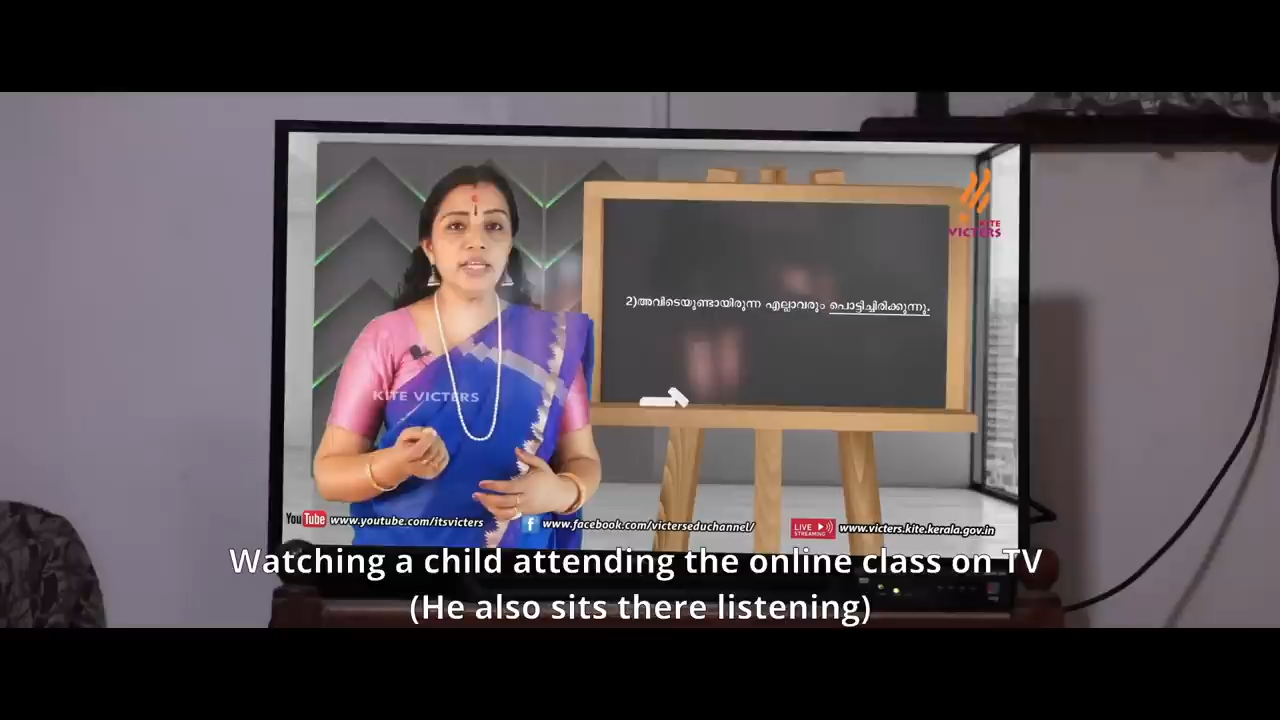 KITE
VICTERS
2)അവിടെയുണ്ടായിരുന്ന എല്ലാവരും പൊട്ടിച്ചിരിക്കുന്നു.
KITE VICTERS
YouTube www.youtube.com/itsvicters
f www.facebook.com/victerseduchannel/
LIVE STREAMING www.victers.kite.kerala.gov.in
Watching a child attending the online class on TV
(He also sits there listening)